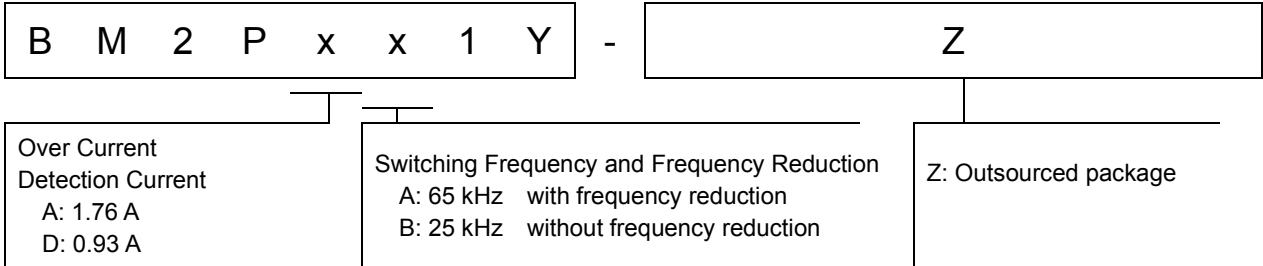 B M 2 P x x 1 Y - Z
Over Current
Detection Current
A: 1.76 A
D: 0.93 A
Switching Frequency and Frequency Reduction
A: 65 kHz with frequency reduction
B: 25 kHz without frequency reduction
Z: Outsourced package